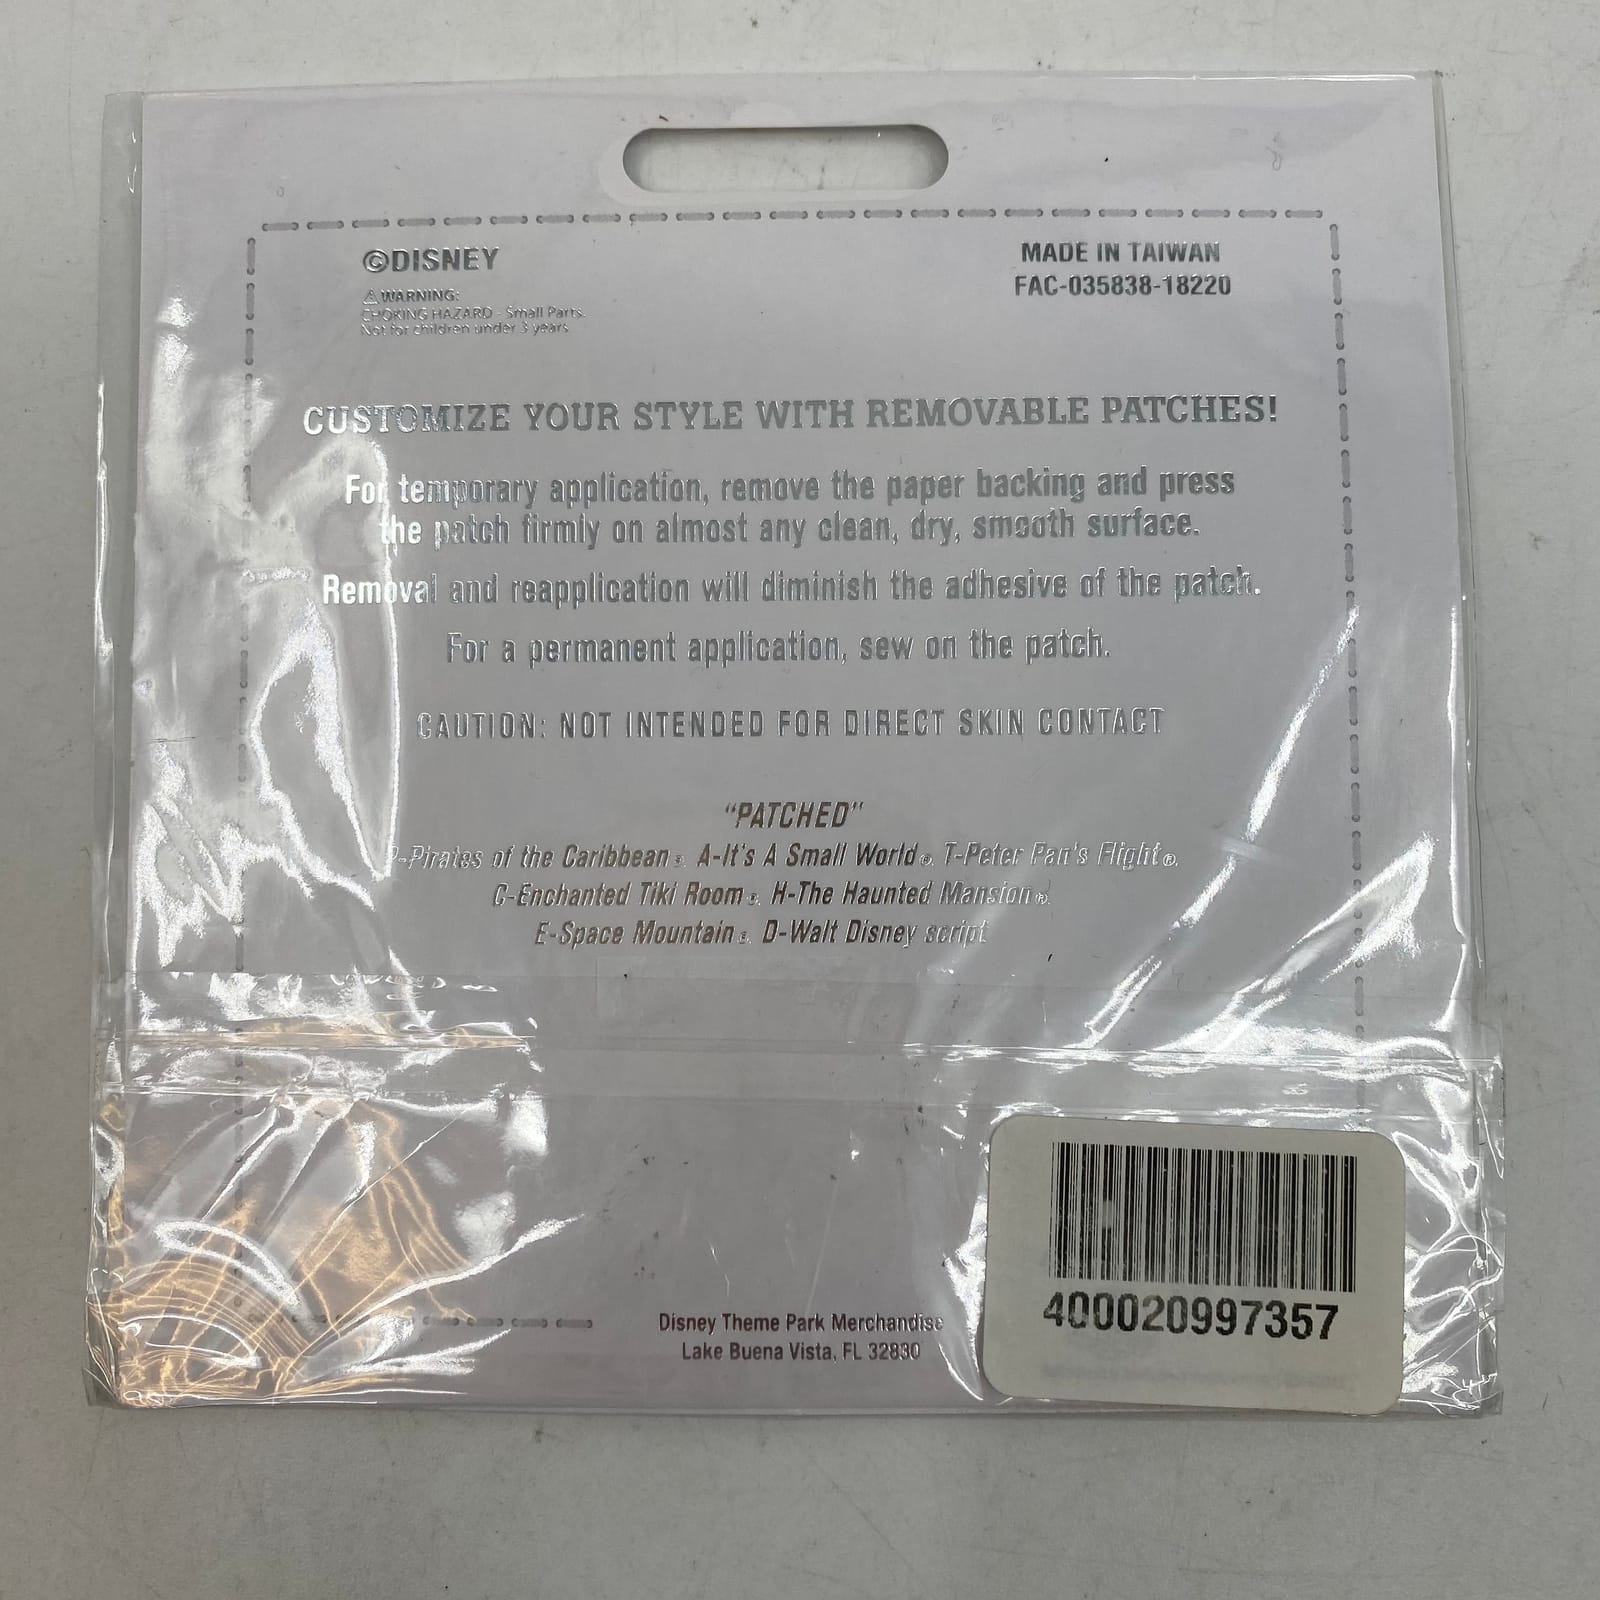 ©DISNEY
⚠WARNING:
CHOKING HAZARD - Small Parts.
Not for children under 3 years.
MADE IN TAIWAN
FAC-035838-18220
CUSTOMIZE YOUR STYLE WITH REMOVABLE PATCHES!
For temporary application, remove the paper backing and press
the patch firmly on almost any clean, dry, smooth surface.
Removal and reapplication will diminish the adhesive of the patch.
For a permanent application, sew on the patch.
CAUTION: NOT INTENDED FOR DIRECT SKIN CONTACT
"PATCHED"
P-Pirates of the Caribbean®. A-It's A Small World®. T-Peter Pan's Flight®.
C-Enchanted Tiki Room®. H-The Haunted Mansion®.
E-Space Mountain®. D-Walt Disney script
Disney Theme Park Merchandise
Lake Buena Vista, FL 32830
400020997357